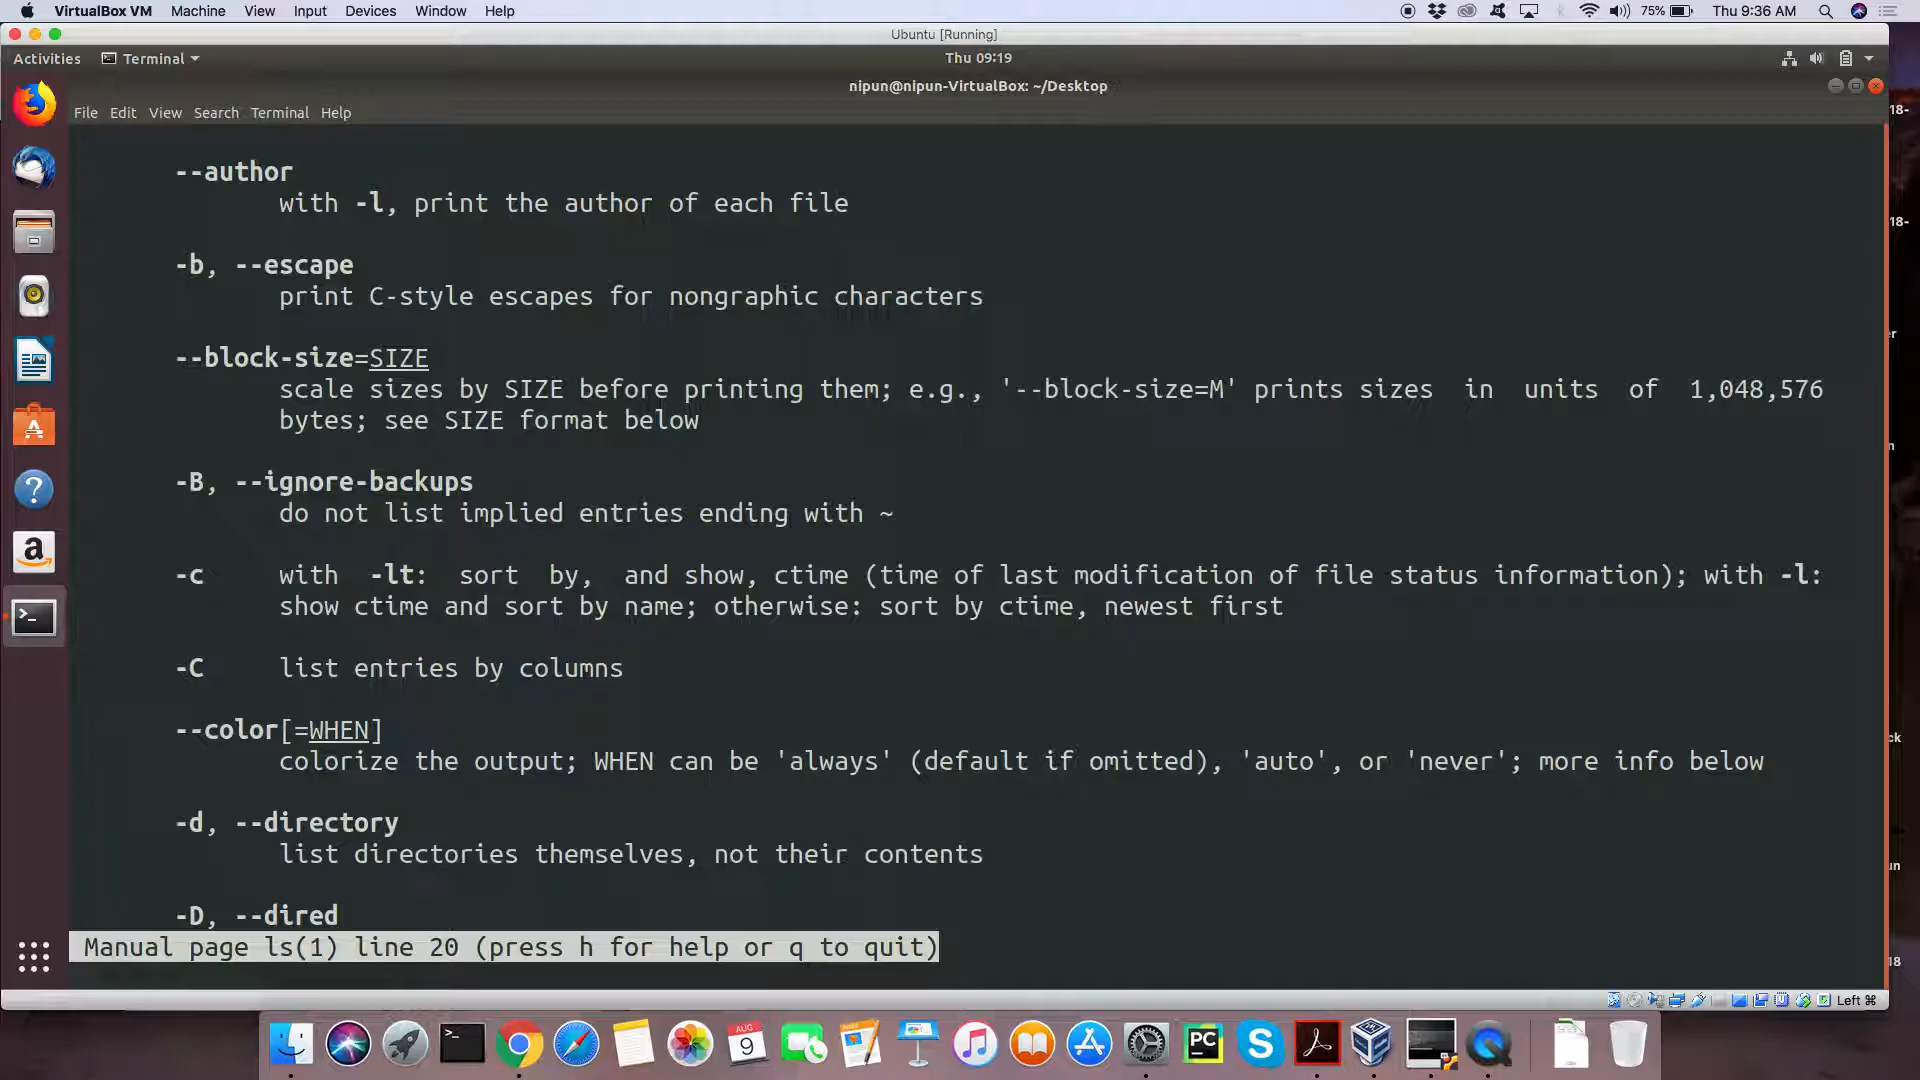 VirtualBox VM Machine View Input Devices Window Help
75% Thu 9:36 AM
Ubuntu [Running]
Activities Terminal
Thu 09:19
nipun@nipun-VirtualBox: ~/Desktop
File Edit View Search Terminal Help
--author
with -l, print the author of each file
-b, --escape
print C-style escapes for nongraphic characters
--block-size=SIZE
scale sizes by SIZE before printing them; e.g., '--block-size=M' prints sizes in units of 1,048,576
bytes; see SIZE format below
-B, --ignore-backups
do not list implied entries ending with ~
-c with -lt: sort by, and show, ctime (time of last modification of file status information); with -l:
show ctime and sort by name; otherwise: sort by ctime, newest first
-C list entries by columns
--color[=WHEN]
colorize the output; WHEN can be 'always' (default if omitted), 'auto', or 'never'; more info below
-d, --directory
list directories themselves, not their contents
-D, --dired
Manual page ls(1) line 20 (press h for help or q to quit)
Left ⌘
18-
18-
18
AUG
9
PC